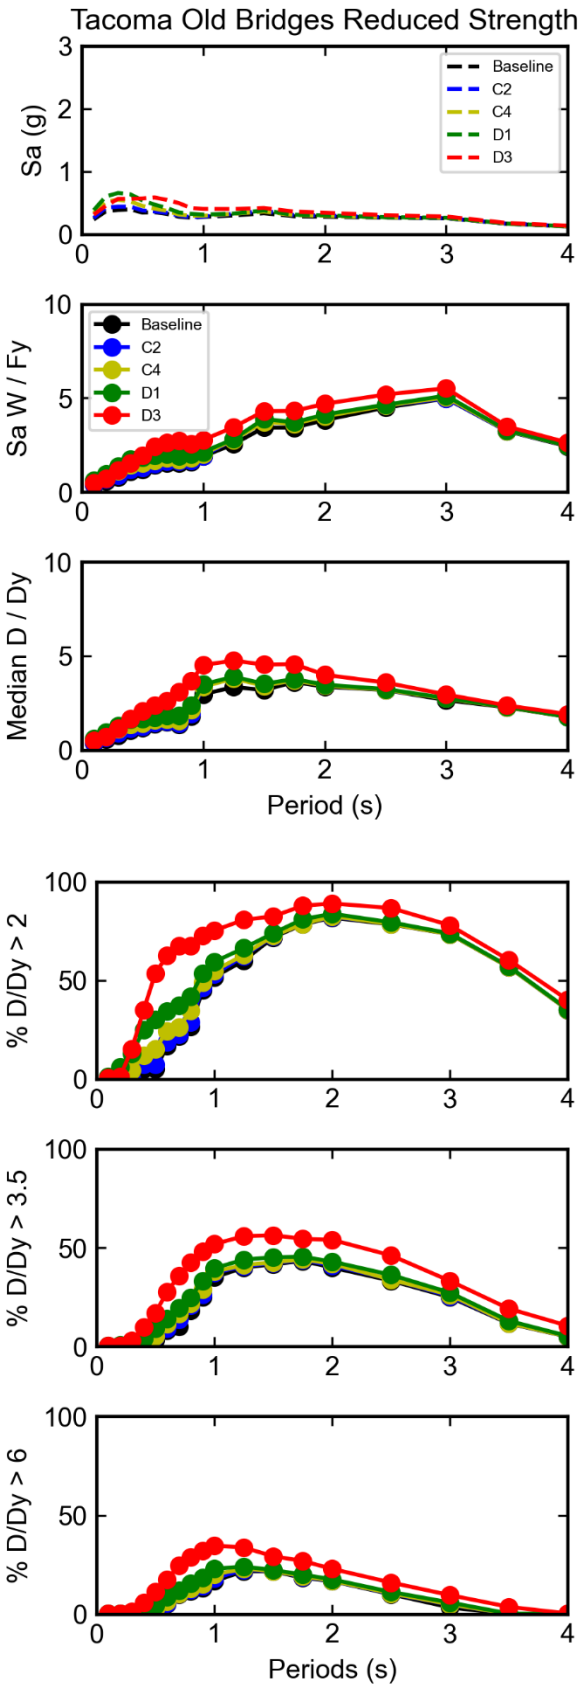 Tacoma Old Bridges Reduced Strength
3
2
1
0
Sa (g)
Baseline
C2
C4
D1
D3
0 1 2 3 4
10
5
0
Sa W / Fy
Baseline
C2
C4
D1
D3
0 1 2 3 4
10
5
0
Median D / Dy
0 1 2 3 4
Period (s)
100
50
0
% D/Dy > 2
0 1 2 3 4
100
50
0
% D/Dy > 3.5
0 1 2 3 4
100
50
0
% D/Dy > 6
0 1 2 3 4
Periods (s)